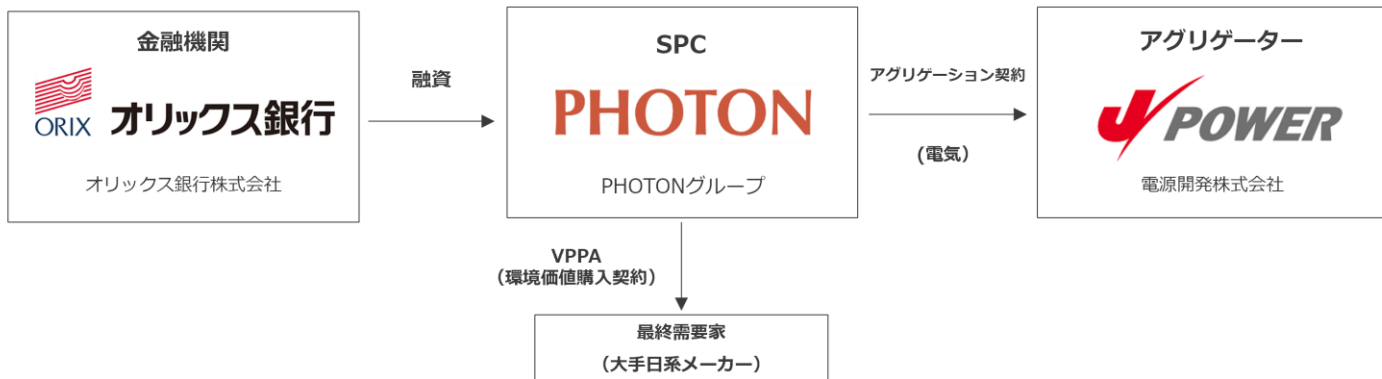 金融機関
ORIX オリックス銀行
オリックス銀行株式会社
融資
SPC
PHOTON
PHOTONグループ
アグリゲーション契約
(電気）
アグリゲーター
J POWER
電源開発株式会社
VPPA
（環境価値購入契約）
最終需要家
（大手日系メーカー）